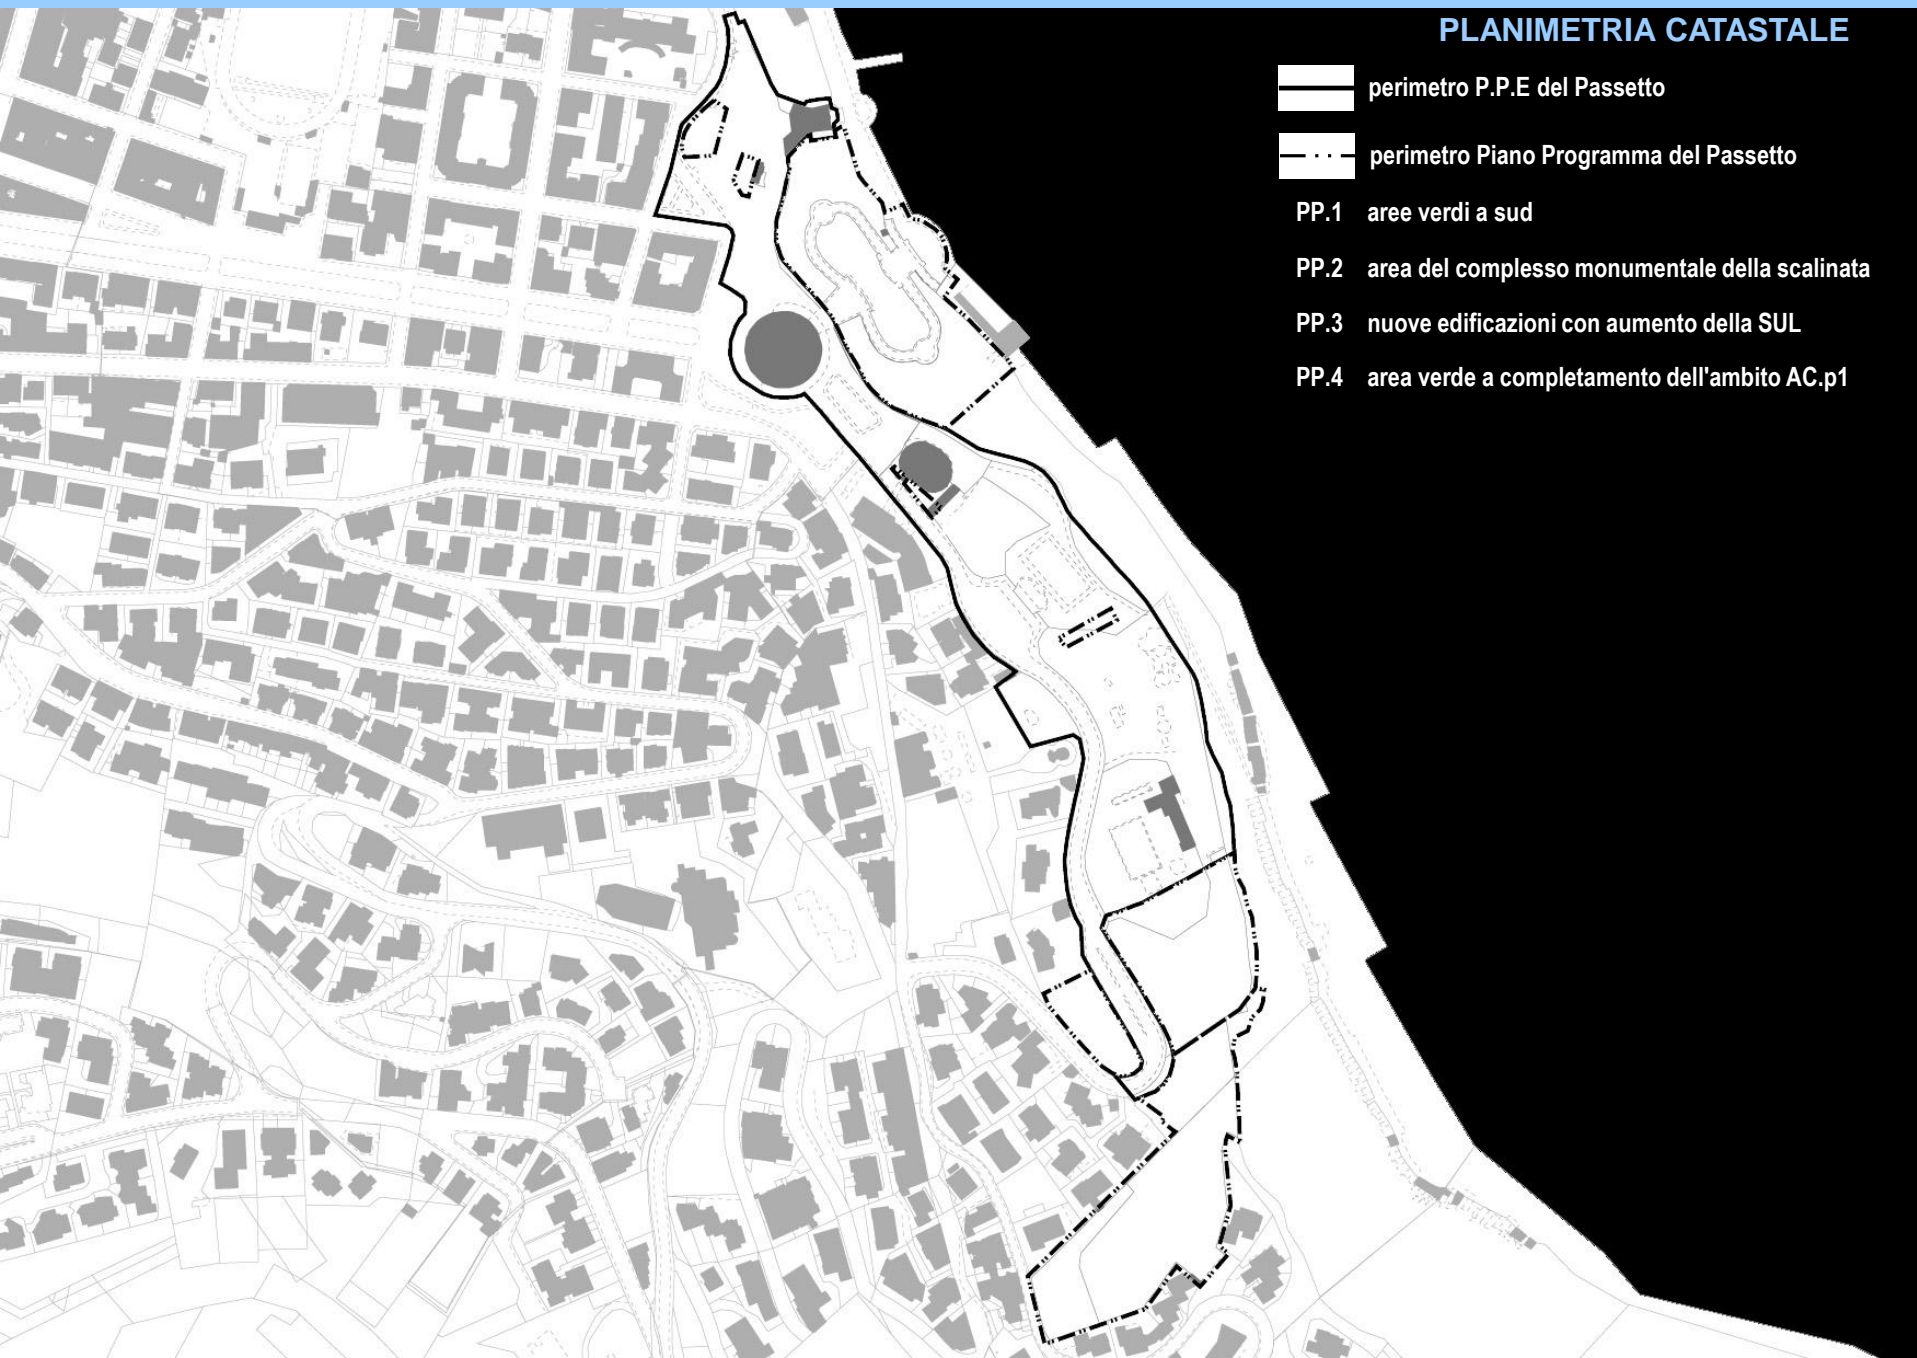 PLANIMETRIA CATASTALE
perimetro P.P.E del Passetto
perimetro Piano Programma del Passetto
PP.1 aree verdi a sud
PP.2 area del complesso monumentale della scalinata
PP.3 nuove edificazioni con aumento della SUL
PP.4 area verde a completamento dell'ambito AC.p1